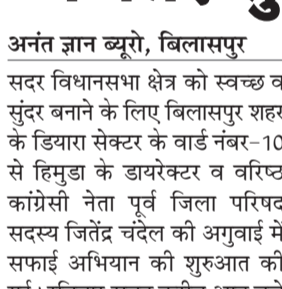 अनंत ज्ञान ब्यूरो, बिलासपुर
सदर विधानसभा क्षेत्र को स्वच्छ व
सुंदर बनाने के लिए बिलासपुर शहर
के डियारा सेक्टर के वार्ड नंबर-10
से हिमुडा के डायरेक्टर व वरिष्ठ
कांग्रेसी नेता पूर्व जिला परिषद
सदस्य जितेंद्र चंदेल की अगुवाई में
सफाई अभियान की शुरुआत की